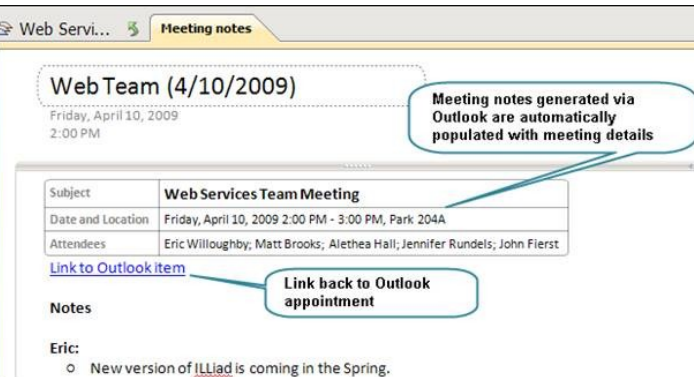 Web Servi... Meeting notes
Web Team (4/10/2009)
Friday, April 10, 2009
2:00 PM
Meeting notes generated via
Outlook are automatically
populated with meeting details
Subject Web Services Team Meeting
Date and Location Friday, April 10, 2009 2:00 PM - 3:00 PM, Park 204A
Attendees Eric Willoughby; Matt Brooks; Alethea Hall; Jennifer Rundels; John Fierst
Link to Outlook item
Link back to Outlook
appointment
Notes
Eric:
o New version of ILLiad is coming in the Spring.